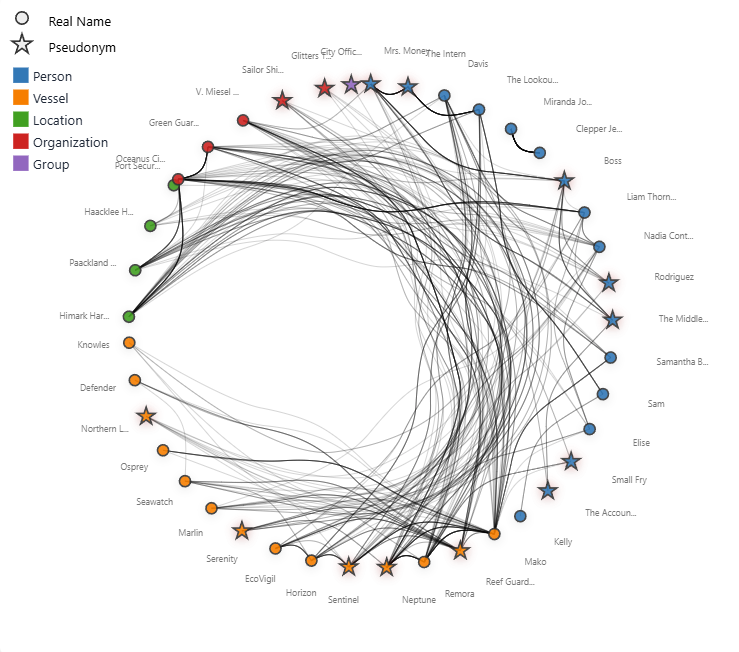 Real Name
Pseudonym
Person
Vessel
Location
Organization
Group
Glitters T...
City Offic...
Mrs. Money
The Intern
Davis
The Lookou...
Miranda Jo...
Clepper Je...
Boss
Liam Thorn...
Nadia Cont...
Rodriguez
The Middle...
Samantha B...
Sam
Elise
Small Fry
The Accoun...
Kelly
Mako
Reef Guard...
Remora
Neptune
Sentinel
Horizon
EcoVigil
Serenity
Marlin
Seawatch
Osprey
Northern L...
Defender
Knowles
Himark Har...
Paackland ...
Haacklee H...
Port Secur...
Oceanus Ci...
Green Guar...
V. Miesel ...
Sailor Shi...